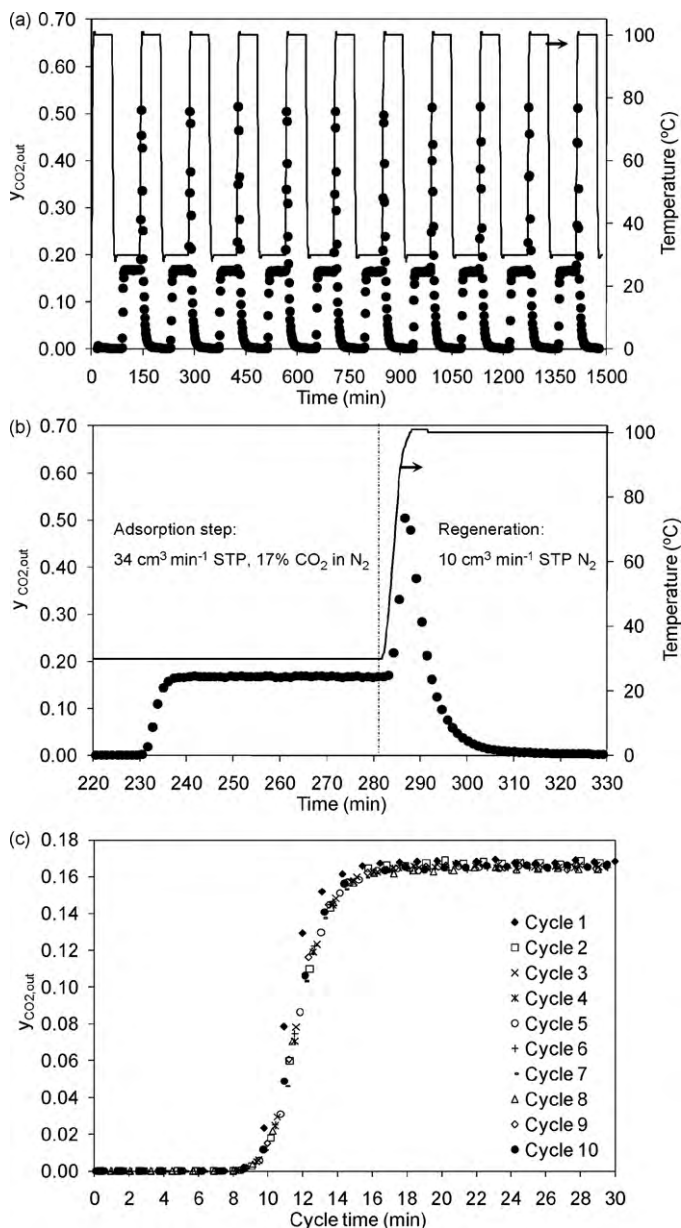 (a)
0.70
0.60
0.50
0.40
0.30
0.20
0.10
0.00
y CO2,out
100
80
60
40
20
0
Temperature (ºC)
0 150 300 450 600 750 900 1050 1200 1350 1500
Time (min)
(b)
0.70
0.60
0.50
0.40
0.30
0.20
0.10
0.00
y CO2,out
Adsorption step:
34 cm³ min⁻¹ STP, 17% CO₂ in N₂
Regeneration:
10 cm³ min⁻¹ STP N₂
100
80
60
40
20
0
Temperature (ºC)
220 230 240 250 260 270 280 290 300 310 320 330
Time (min)
(c)
0.18
0.16
0.14
0.12
0.10
0.08
0.06
0.04
0.02
0.00
yCO2,out
Cycle 1
Cycle 2
Cycle 3
Cycle 4
Cycle 5
Cycle 6
Cycle 7
Cycle 8
Cycle 9
Cycle 10
0 2 4 6 8 10 12 14 16 18 20 22 24 26 28 30
Cycle time (min)